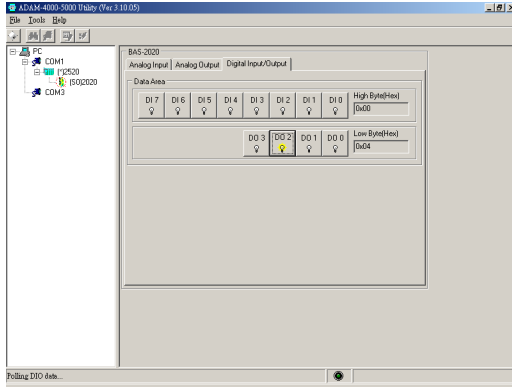 ADAM-4000-5000 Utility (Ver 3.10.05)
File Tools Help
PC
COM1
(*)2520
(S0)2020
COM3
BAS-2020
Analog Input Analog Output Digital Input/Output
Data Area
DI 7 DI 6 DI 5 DI 4 DI 3 DI 2 DI 1 DI 0
High Byte(Hex)
0x00
DO 3 DO 2 DO 1 DO 0
Low Byte(Hex)
0x04
Polling DIO data...